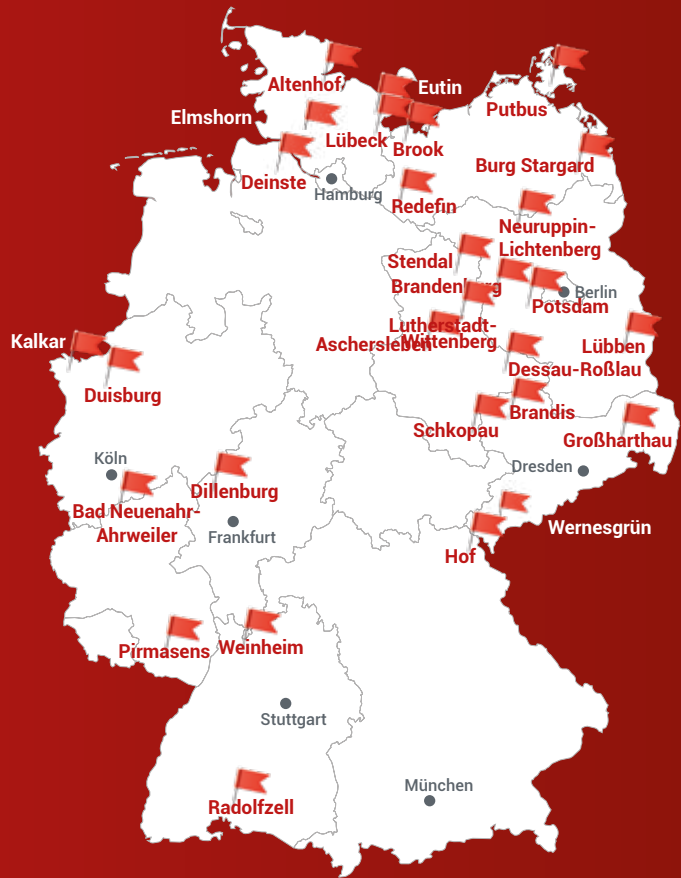 Altenhof
Eutin
Putbus
Elmshorn
Lübeck
Brook
Burg Stargard
Deinste
Hamburg
Redefin
Neuruppin-
Lichtenberg
Stendal
Brandenburg
Berlin
Potsdam
Lutherstadt-
Wittenberg
Aschersleben
Kalkar
Lübben
Duisburg
Dessau-Roßlau
Brandis
Schkopau
Großharthau
Köln
Dresden
Dillenburg
Bad Neuenahr-
Ahrweiler
Frankfurt
Wernesgrün
Hof
Pirmasens
Weinheim
Stuttgart
München
Radolfzell